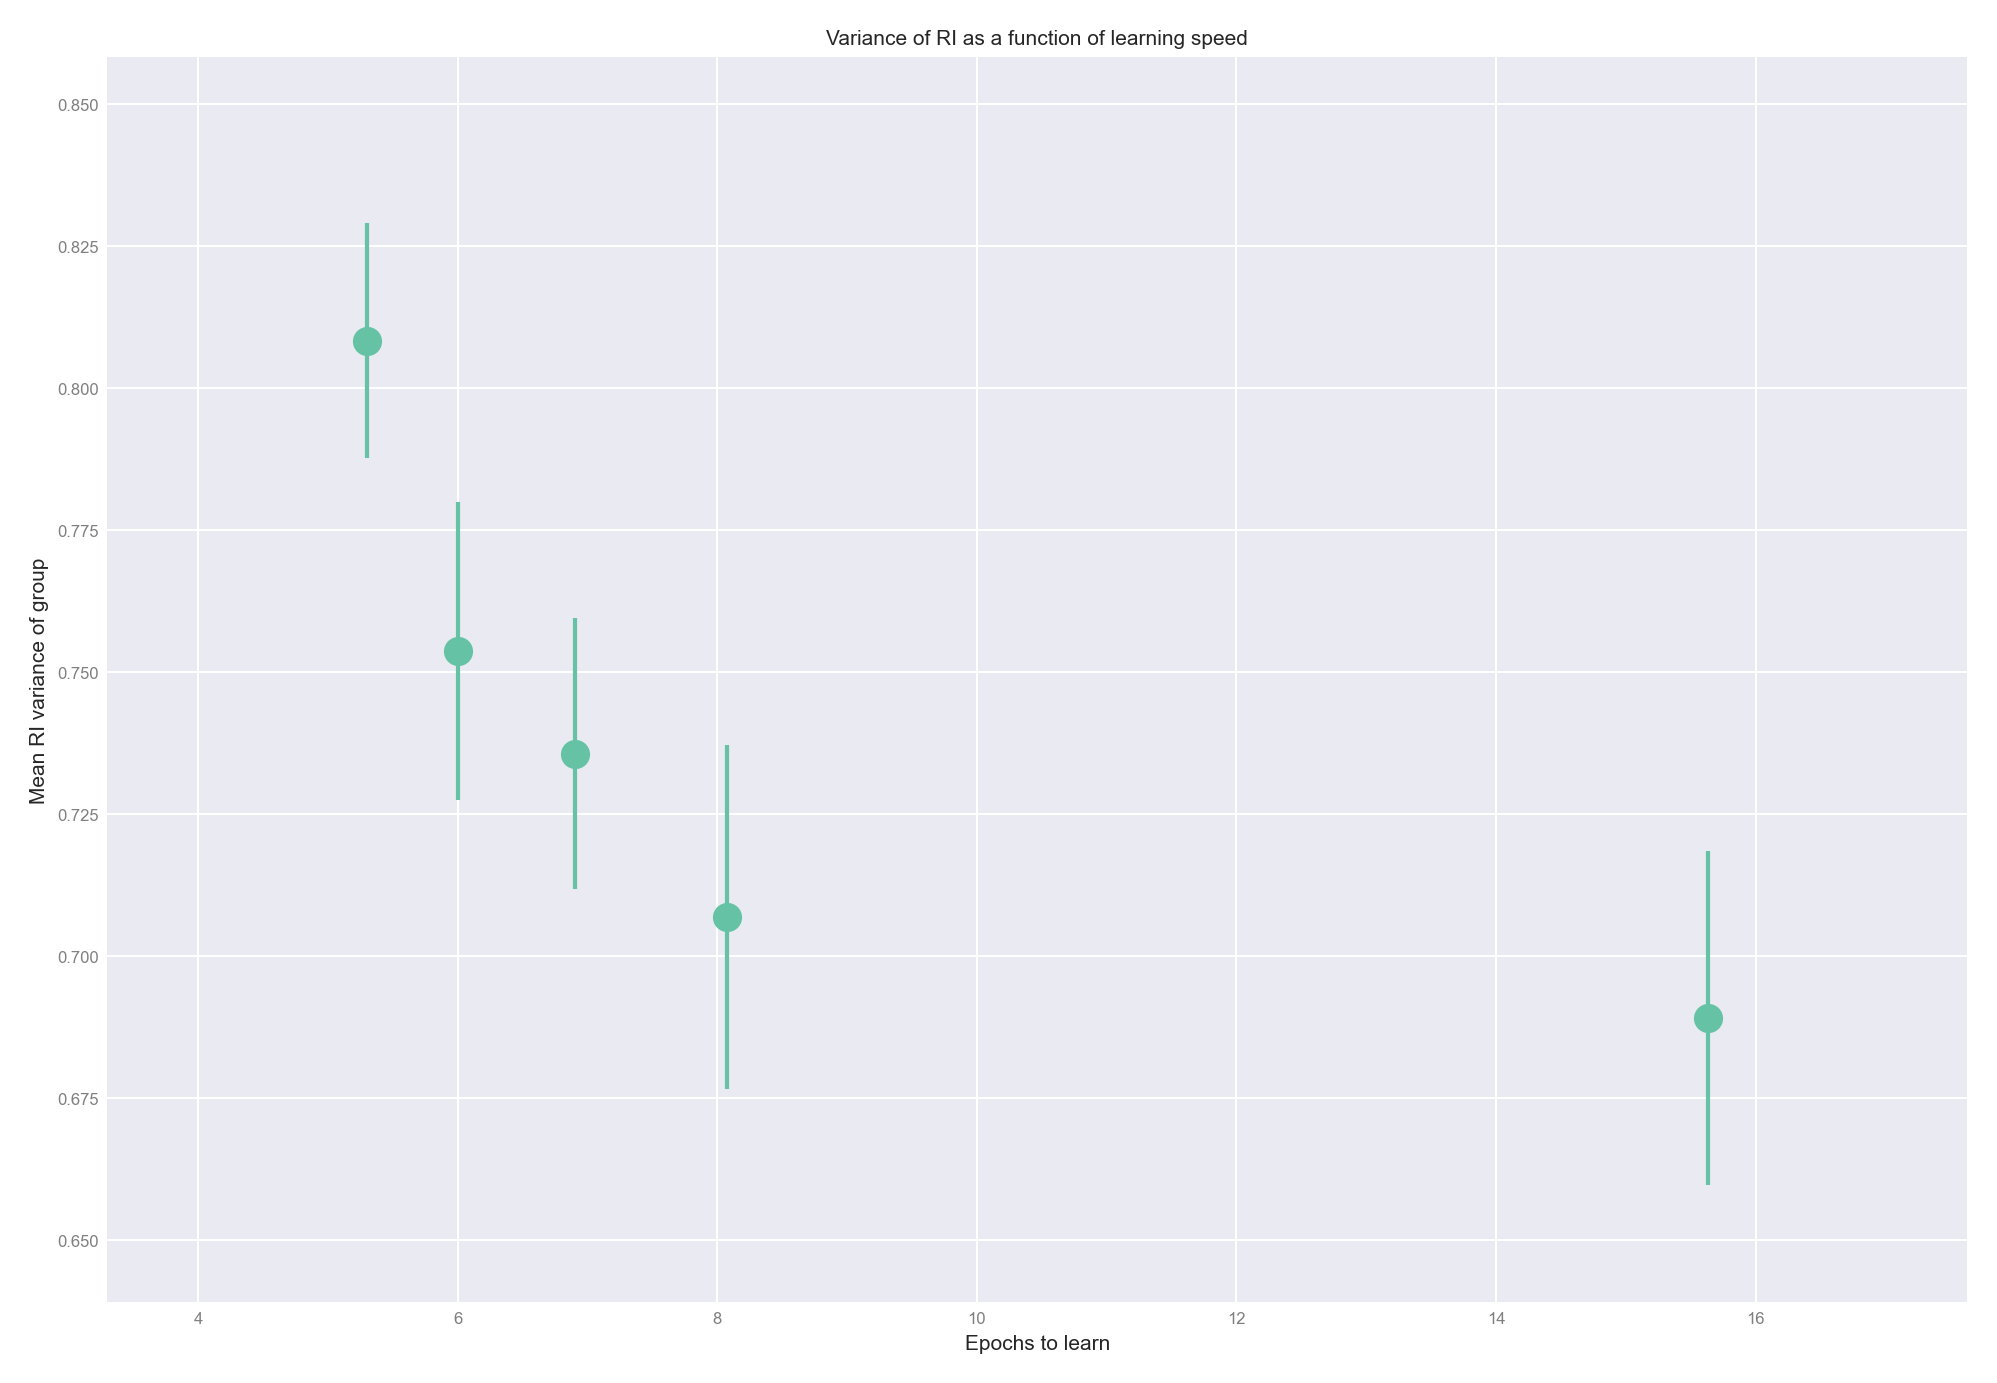 Variance of RI as a function of learning speed
0.850
0.825
0.800
0.775
0.750
0.725
0.700
0.675
0.650
Mean RI variance of group
4 6 8 10 12 14 16
Epochs to learn